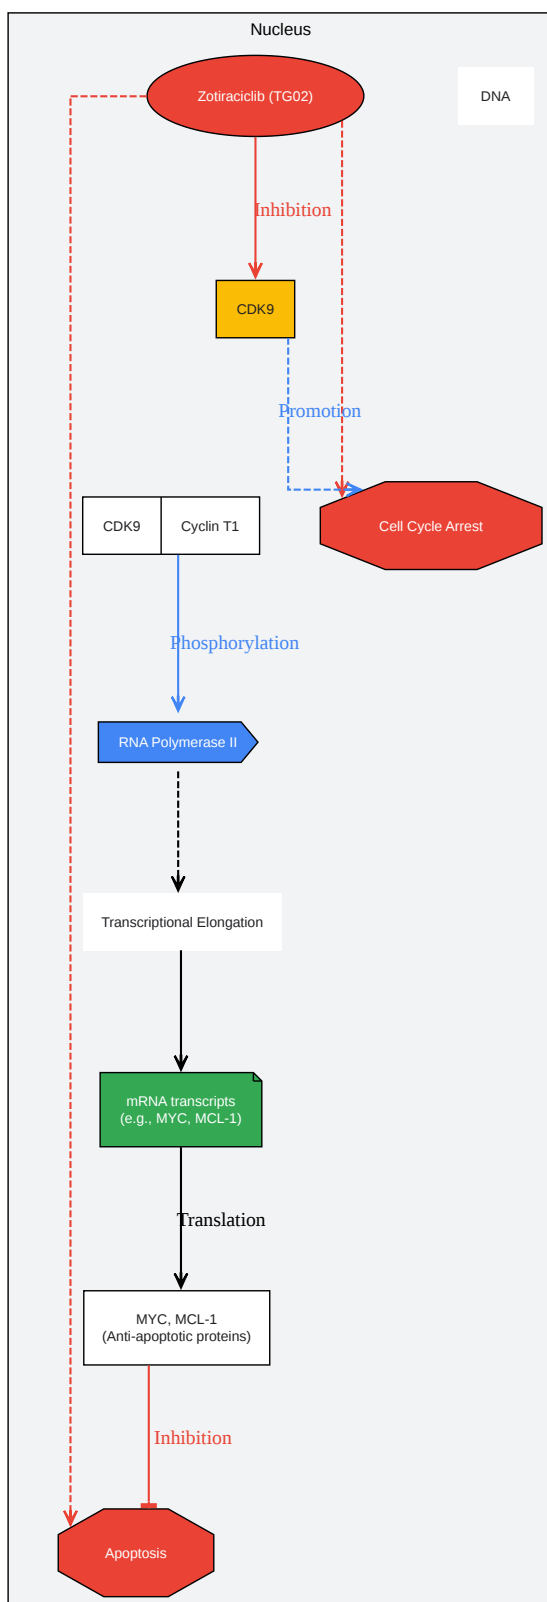 Nucleus
Zotiraciclib (TG02)
DNA
Inhibition
CDK9
Promotion
CDK9
Cyclin T1
Cell Cycle Arrest
Phosphorylation
RNA Polymerase II
Transcriptional Elongation
mRNA transcripts
(e.g., MYC, MCL-1)
Translation
MYC, MCL-1
(Anti-apoptotic proteins)
Inhibition
Apoptosis